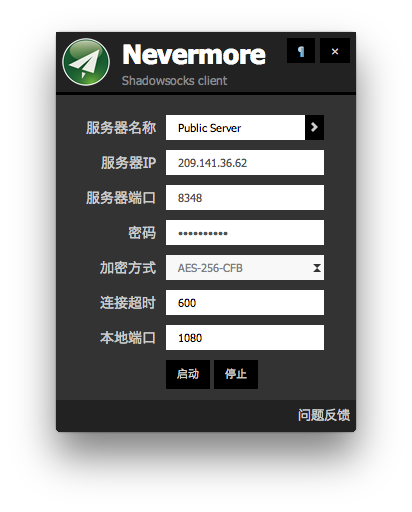 Nevermore
¶ ×
Shadowsocks client
服务器名称 Public Server
服务器IP 209.141.36.62
服务器端口 8348
密码 ••••••••••
加密方式 AES-256-CFB
连接超时 600
本地端口 1080
启动 停止
问题反馈